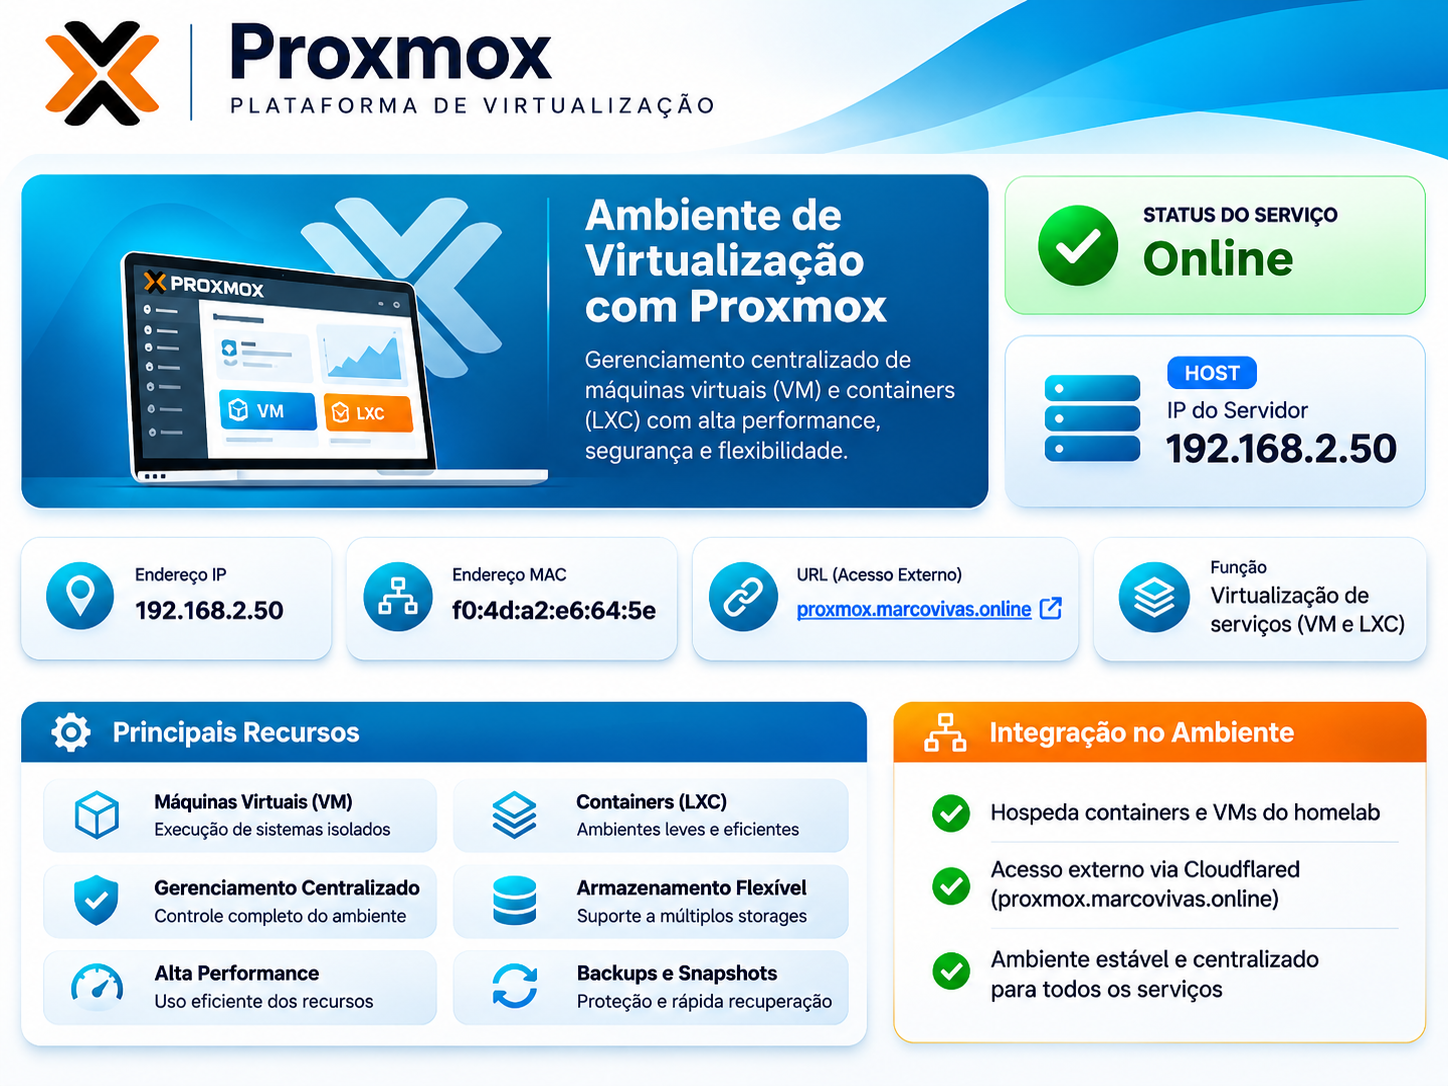 Proxmox
PLATAFORMA DE VIRTUALIZAÇÃO
PROXMOX
VM
LXC
Ambiente de
Virtualização
com Proxmox
Gerenciamento centralizado de
máquinas virtuais (VM) e containers
(LXC) com alta performance,
segurança e flexibilidade.
STATUS DO SERVIÇO
Online
HOST
IP do Servidor
192.168.2.50
Endereço IP
192.168.2.50
Endereço MAC
f0:4d:a2:e6:64:5e
URL (Acesso Externo)
proxmox.marcovivas.online
Função
Virtualização de
serviços (VM e LXC)
Principais Recursos
Máquinas Virtuais (VM)
Execução de sistemas isolados
Containers (LXC)
Ambientes leves e eficientes
Gerenciamento Centralizado
Controle completo do ambiente
Armazenamento Flexível
Suporte a múltiplos storages
Alta Performance
Uso eficiente dos recursos
Backups e Snapshots
Proteção e rápida recuperação
Integração no Ambiente
Hospeda containers e VMs do homelab
Acesso externo via Cloudflared
(proxmox.marcovivas.online)
Ambiente estável e centralizado
para todos os serviços